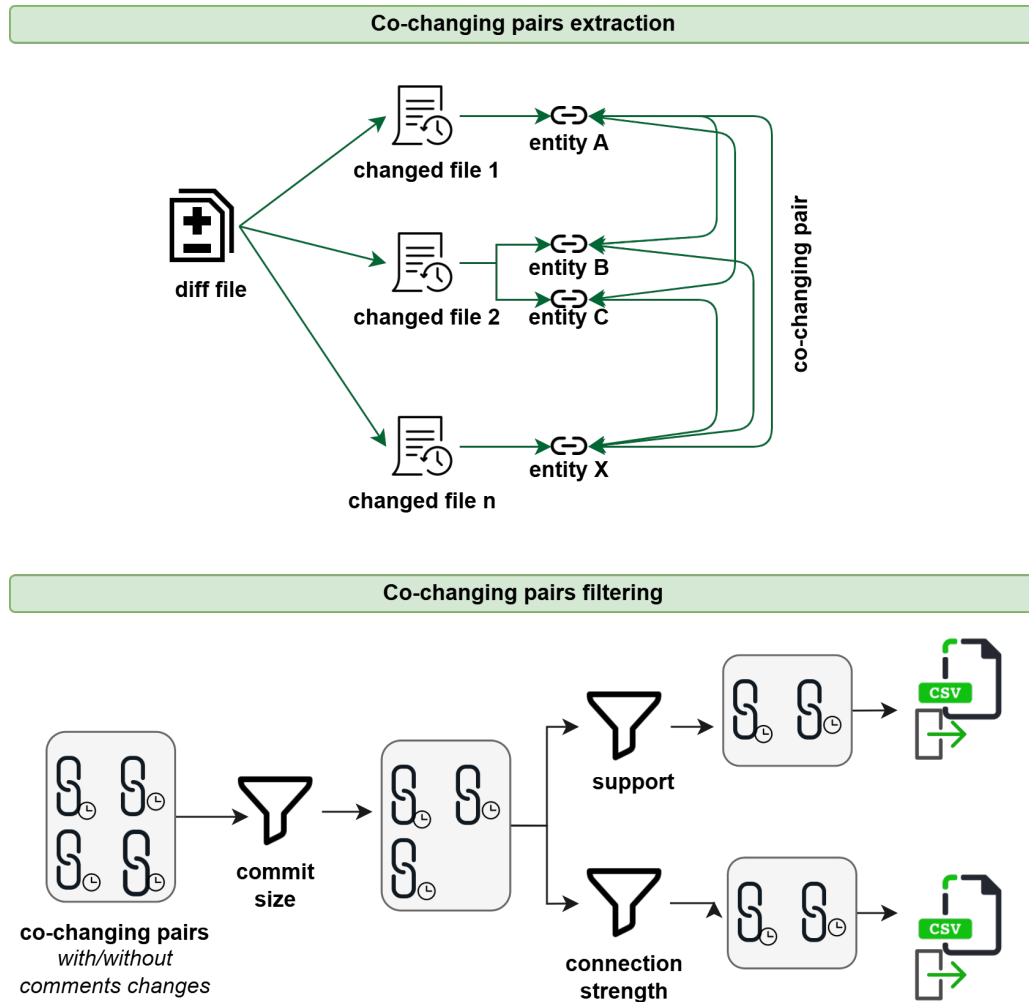 Co-changing pairs extraction
changed file 1
entity A
diff file
changed file 2
entity B
entity C
co-changing pair
changed file n
entity X
Co-changing pairs filtering
co-changing pairs
with/without
comments changes
commit
size
support
CSV
connection
strength
CSV